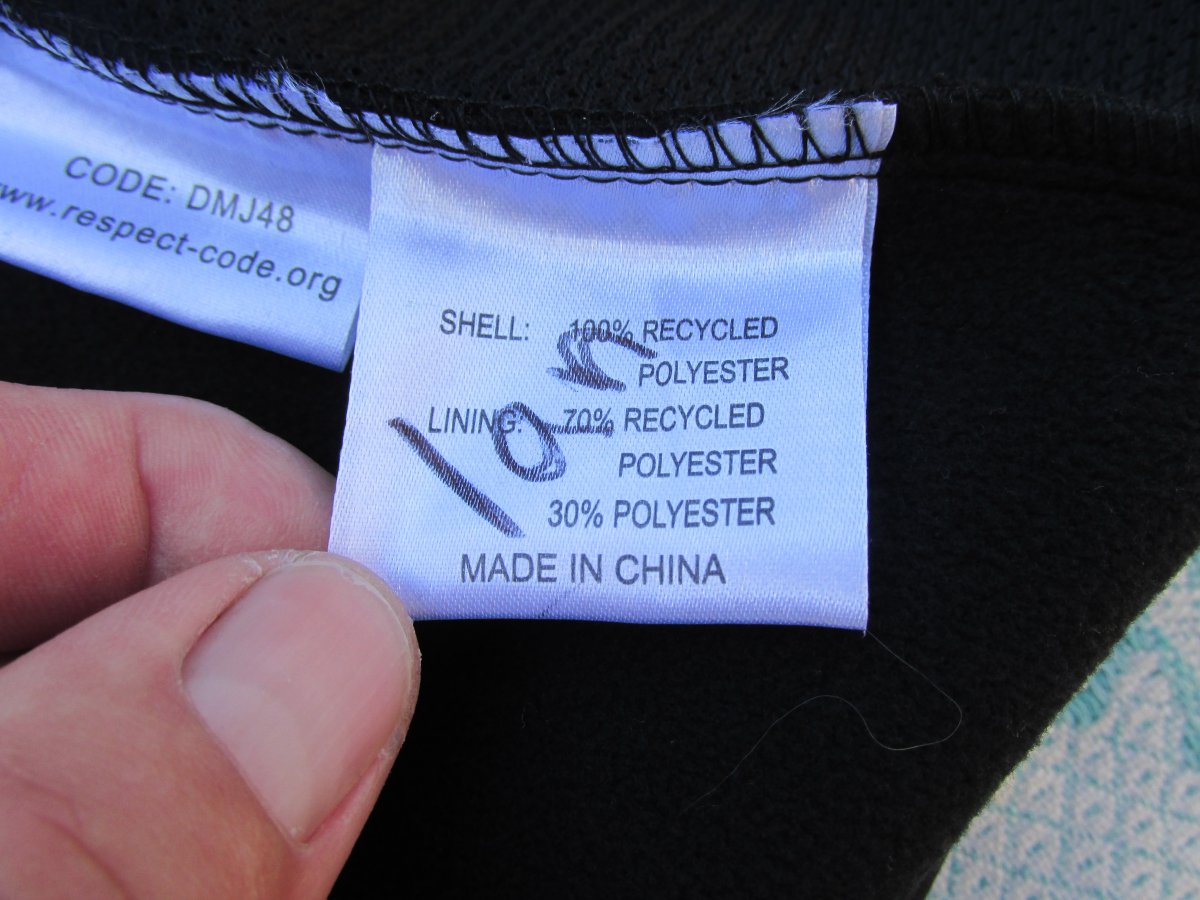 CODE: DMJ48
www.respect-code.org
SHELL: 100% RECYCLED
POLYESTER
LINING: 70% RECYCLED
POLYESTER
30% POLYESTER
MADE IN CHINA